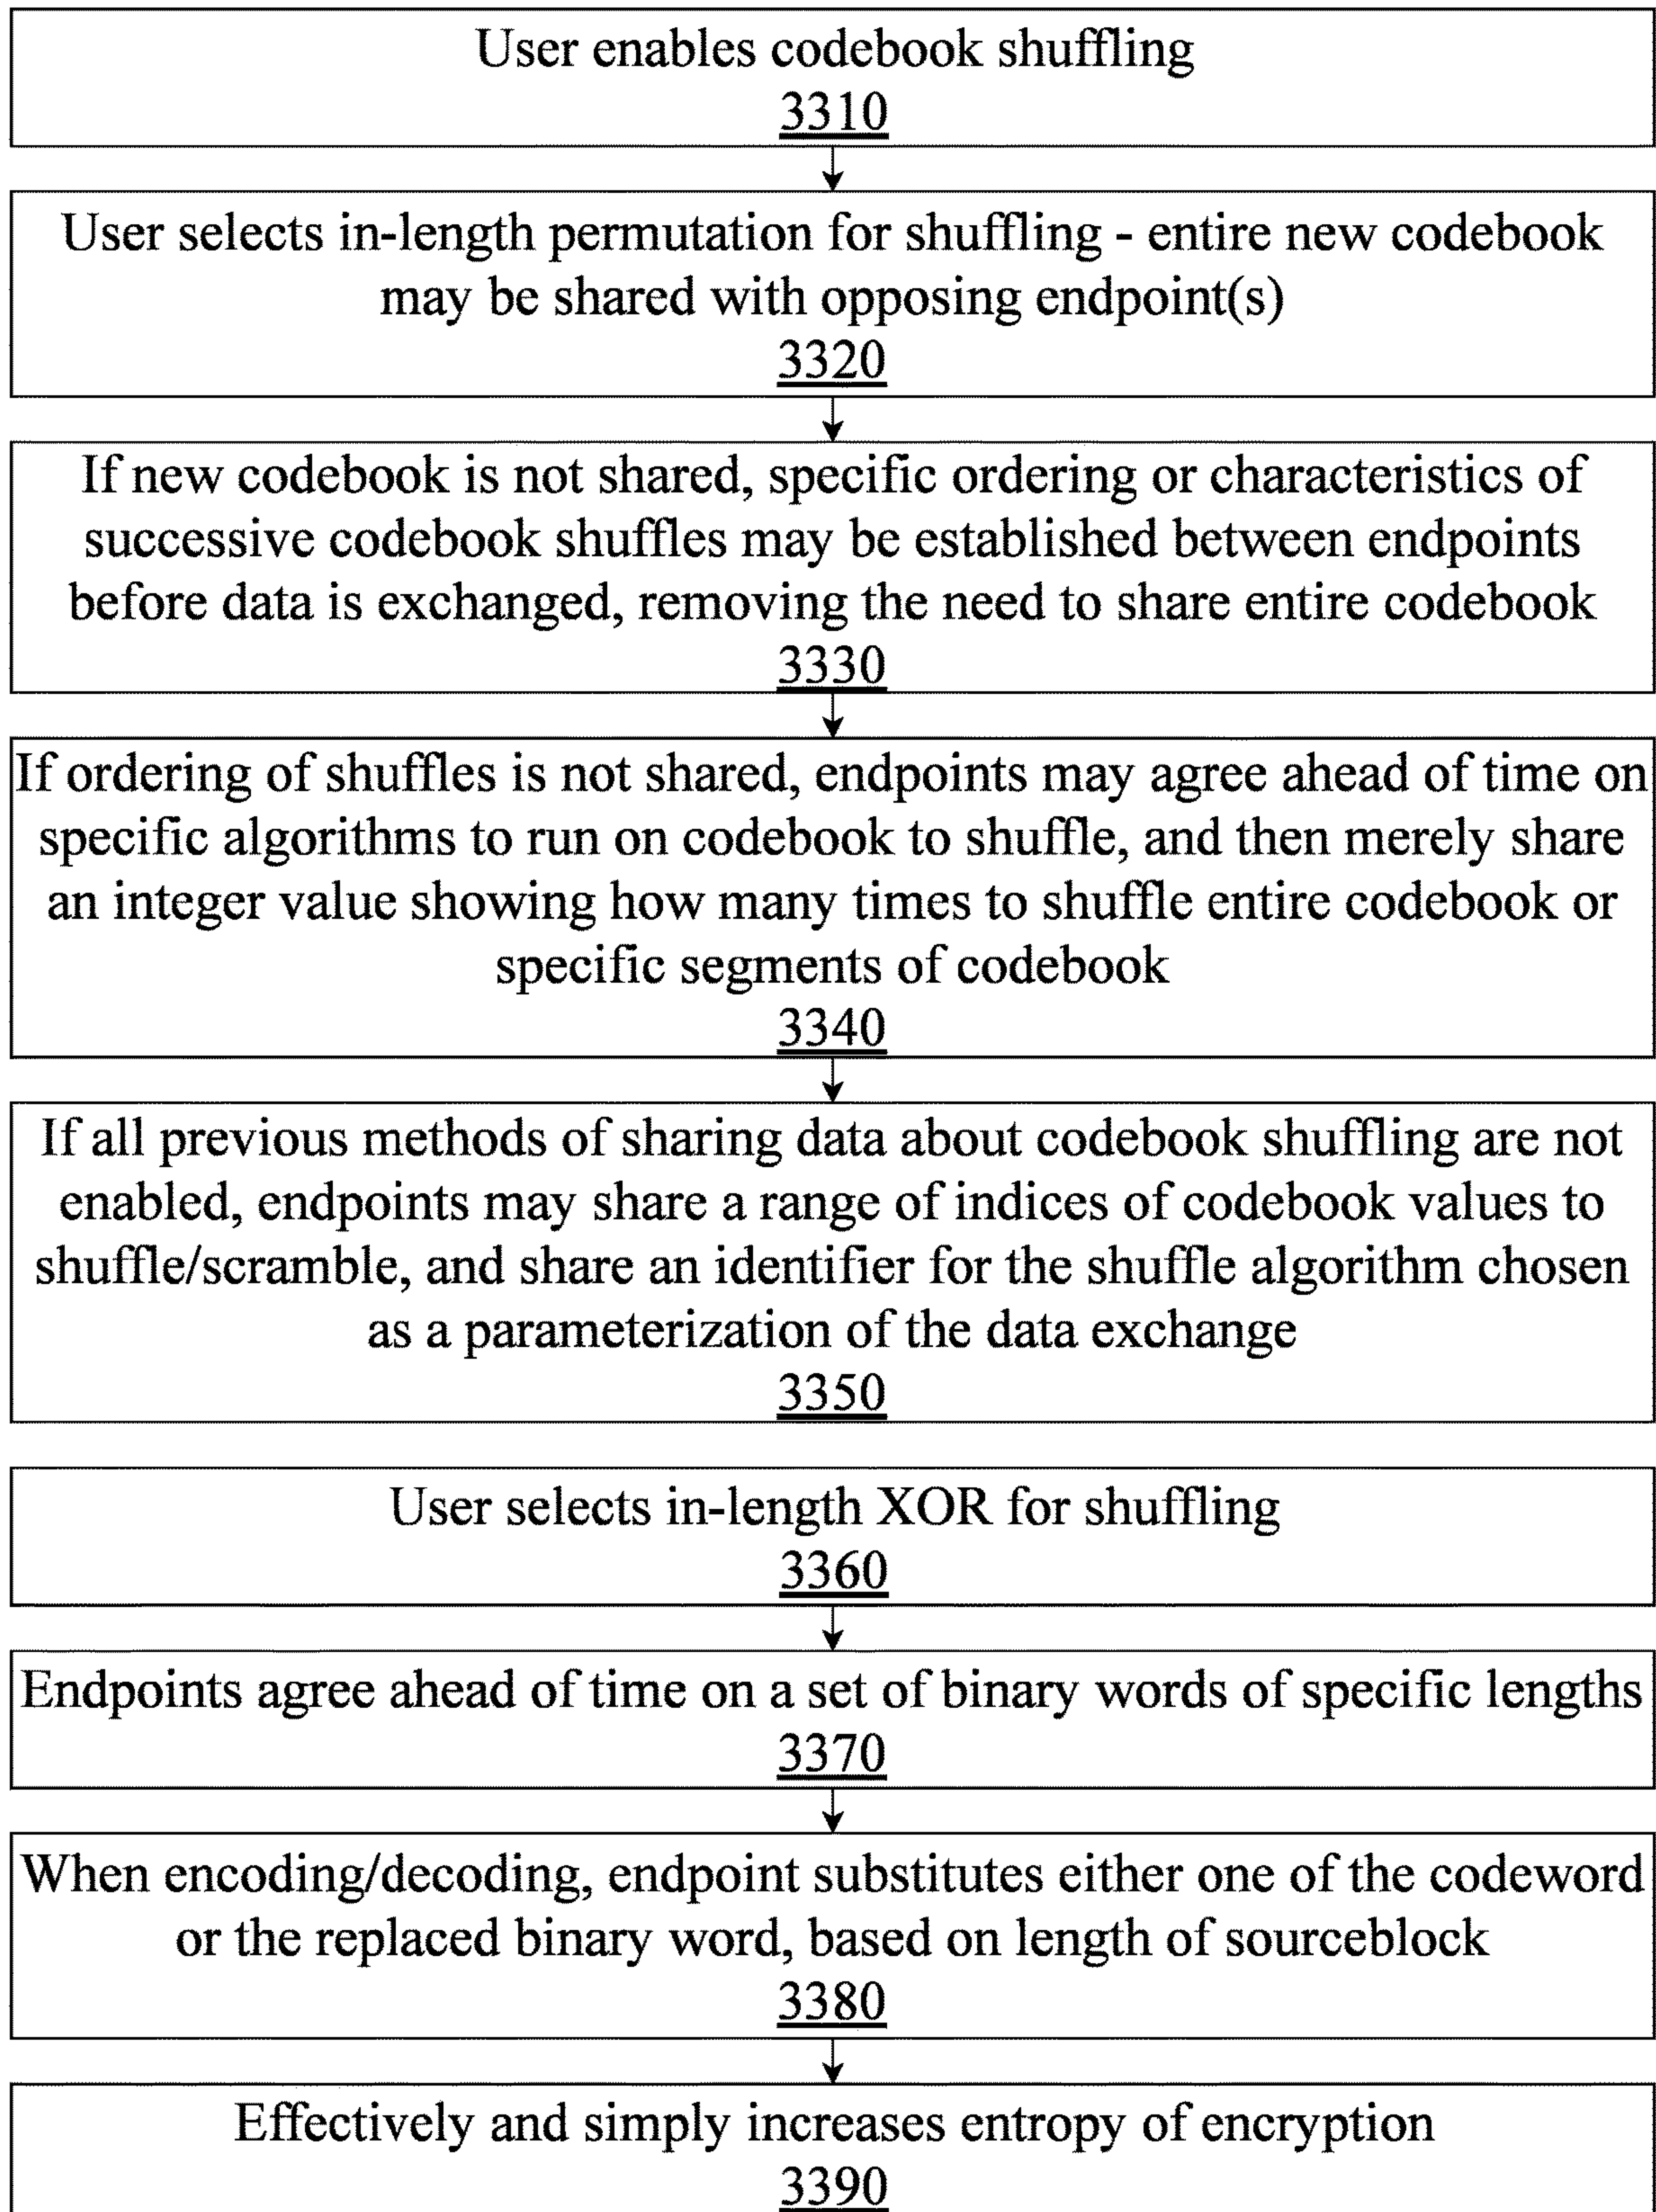 User enables codebook shuffling
3310
User selects in-length permutation for shuffling - entire new codebook
may be shared with opposing endpoint(s)
3320
If new codebook is not shared, specific ordering or characteristics of
successive codebook shuffles may be established between endpoints
before data is exchanged, removing the need to share entire codebook
3330
If ordering of shuffles is not shared, endpoints may agree ahead of time on
specific algorithms to run on codebook to shuffle, and then merely share
an integer value showing how many times to shuffle entire codebook or
specific segments of codebook
3340
If all previous methods of sharing data about codebook shuffling are not
enabled, endpoints may share a range of indices of codebook values to
shuffle/scramble, and share an identifier for the shuffle algorithm chosen
as a parameterization of the data exchange
3350
User selects in-length XOR for shuffling
3360
Endpoints agree ahead of time on a set of binary words of specific lengths
3370
When encoding/decoding, endpoint substitutes either one of the codeword
or the replaced binary word, based on length of sourceblock
3380
Effectively and simply increases entropy of encryption
3390